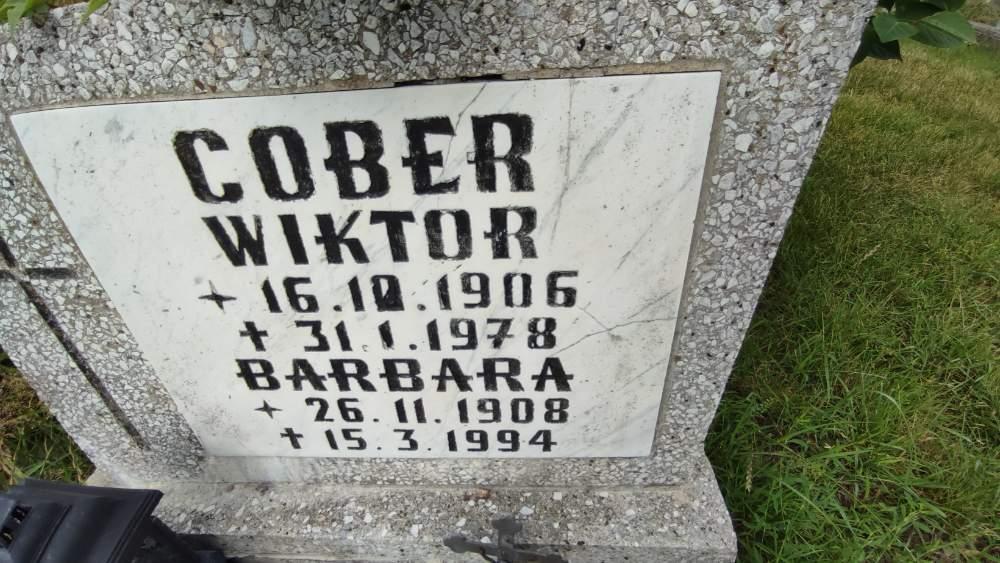 COBER
WIKTOR
+ 16.10.1906
+ 31.1.1978
BARBARA
+ 26.11.1908
+ 15.3.1994